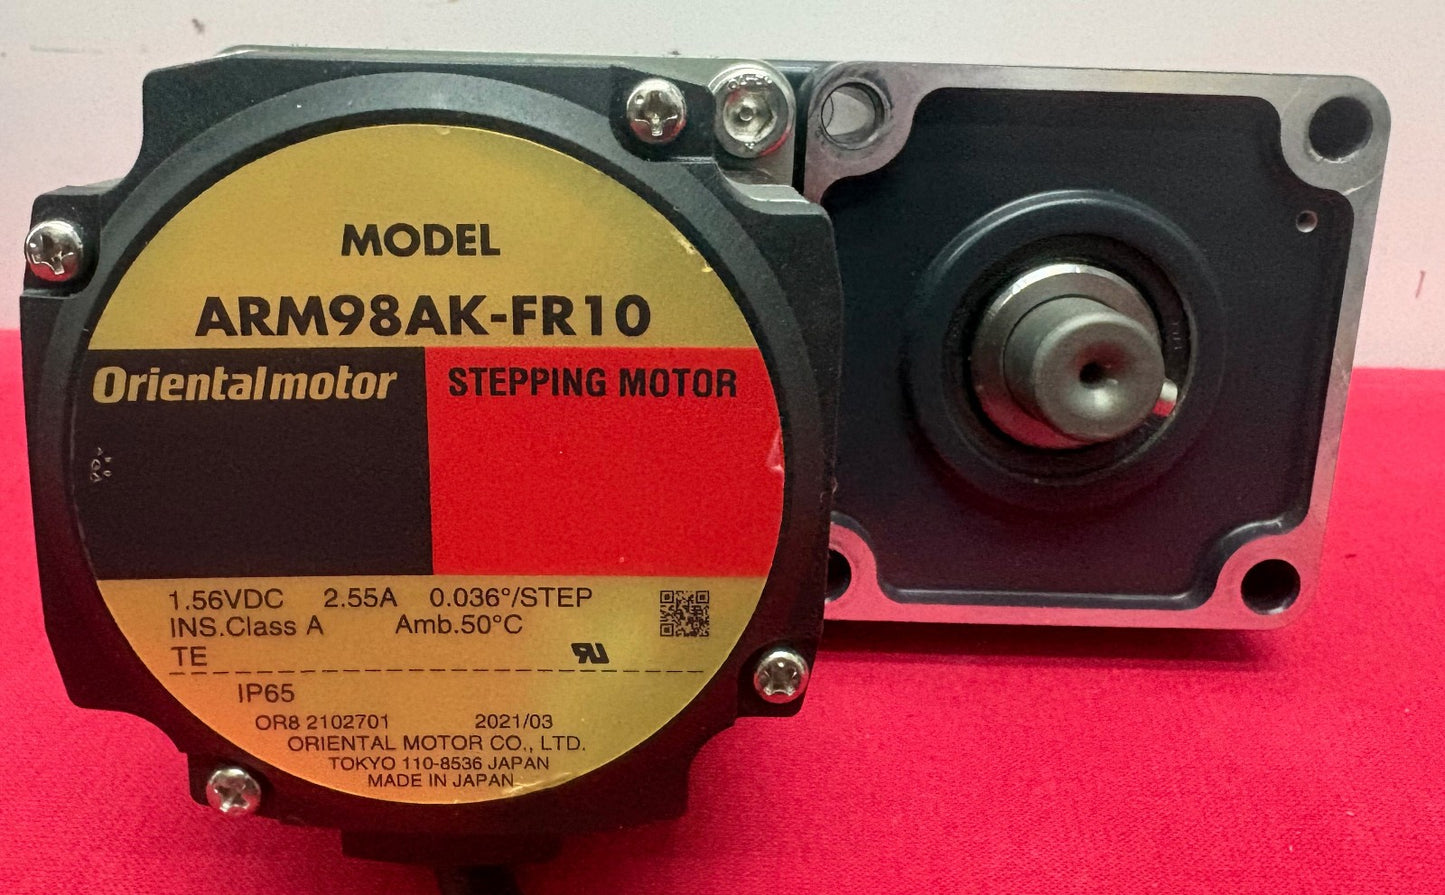 MODEL
ARM98AK-FR10
Orientalmotor STEPPING MOTOR
1.56VDC 2.55A 0.036°/STEP
INS.Class A Amb.50°C
TE
IP65
OR8 2102701 2021/03
ORIENTAL MOTOR CO., LTD.
TOKYO 110-8536 JAPAN
MADE IN JAPAN